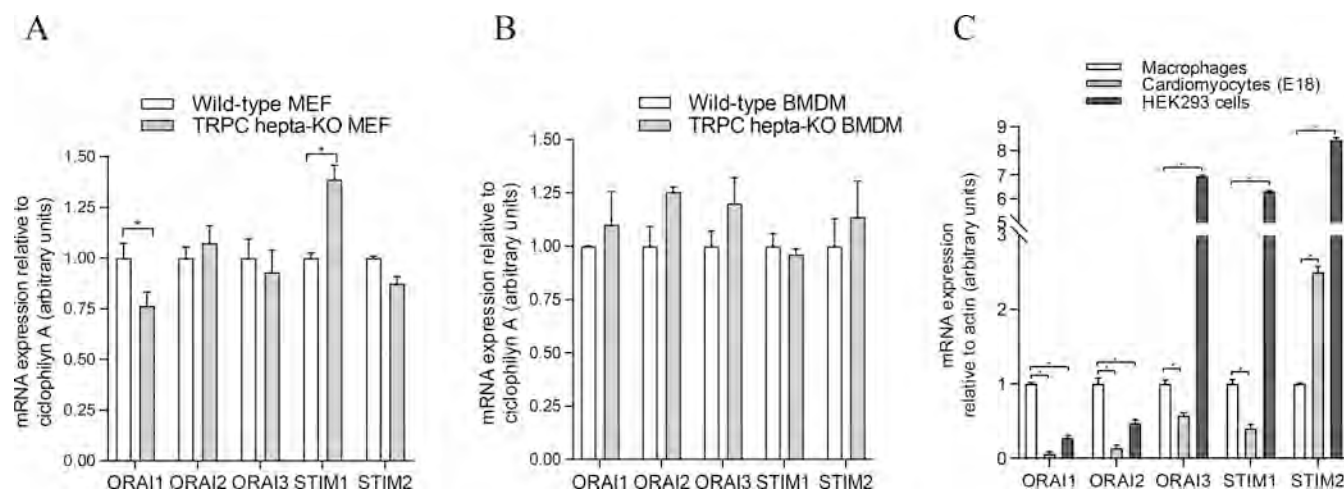 A
B
C
Wild-type MEF
TRPC hepta-KO MEF
mRNA expression relative to
ciclophilyn A (arbitrary units)
1.50
1.25
1.00
0.75
0.50
0.25
0.00
*
*
ORAI1 ORAI2 ORAI3 STIM1 STIM2
Wild-type BMDM
TRPC hepta-KO BMDM
mRNA expression relative to
ciclophilyn A (arbitrary units)
1.50
1.25
1.00
0.75
0.50
0.25
0.00
ORAI1 ORAI2 ORAI3 STIM1 STIM2
Macrophages
Cardiomyocytes (E18)
HEK293 cells
mRNA expression
relative to actin (arbitrary units)
9
8
7
6
5
3
2
1
0
ORAI1 ORAI2 ORAI3 STIM1 STIM2